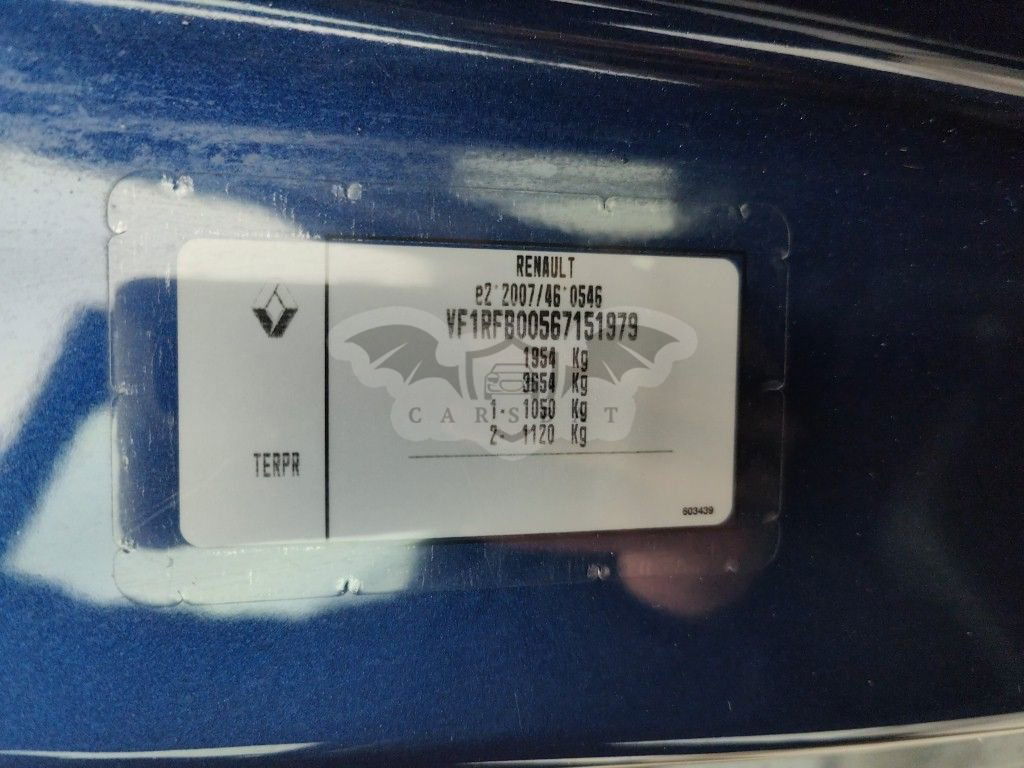 RENAULT
e2*2007/46*0546
VF1RFB00567151979
1954 Kg
3654 Kg
1- 1050 Kg
2- 1120 Kg
TERPR
603439